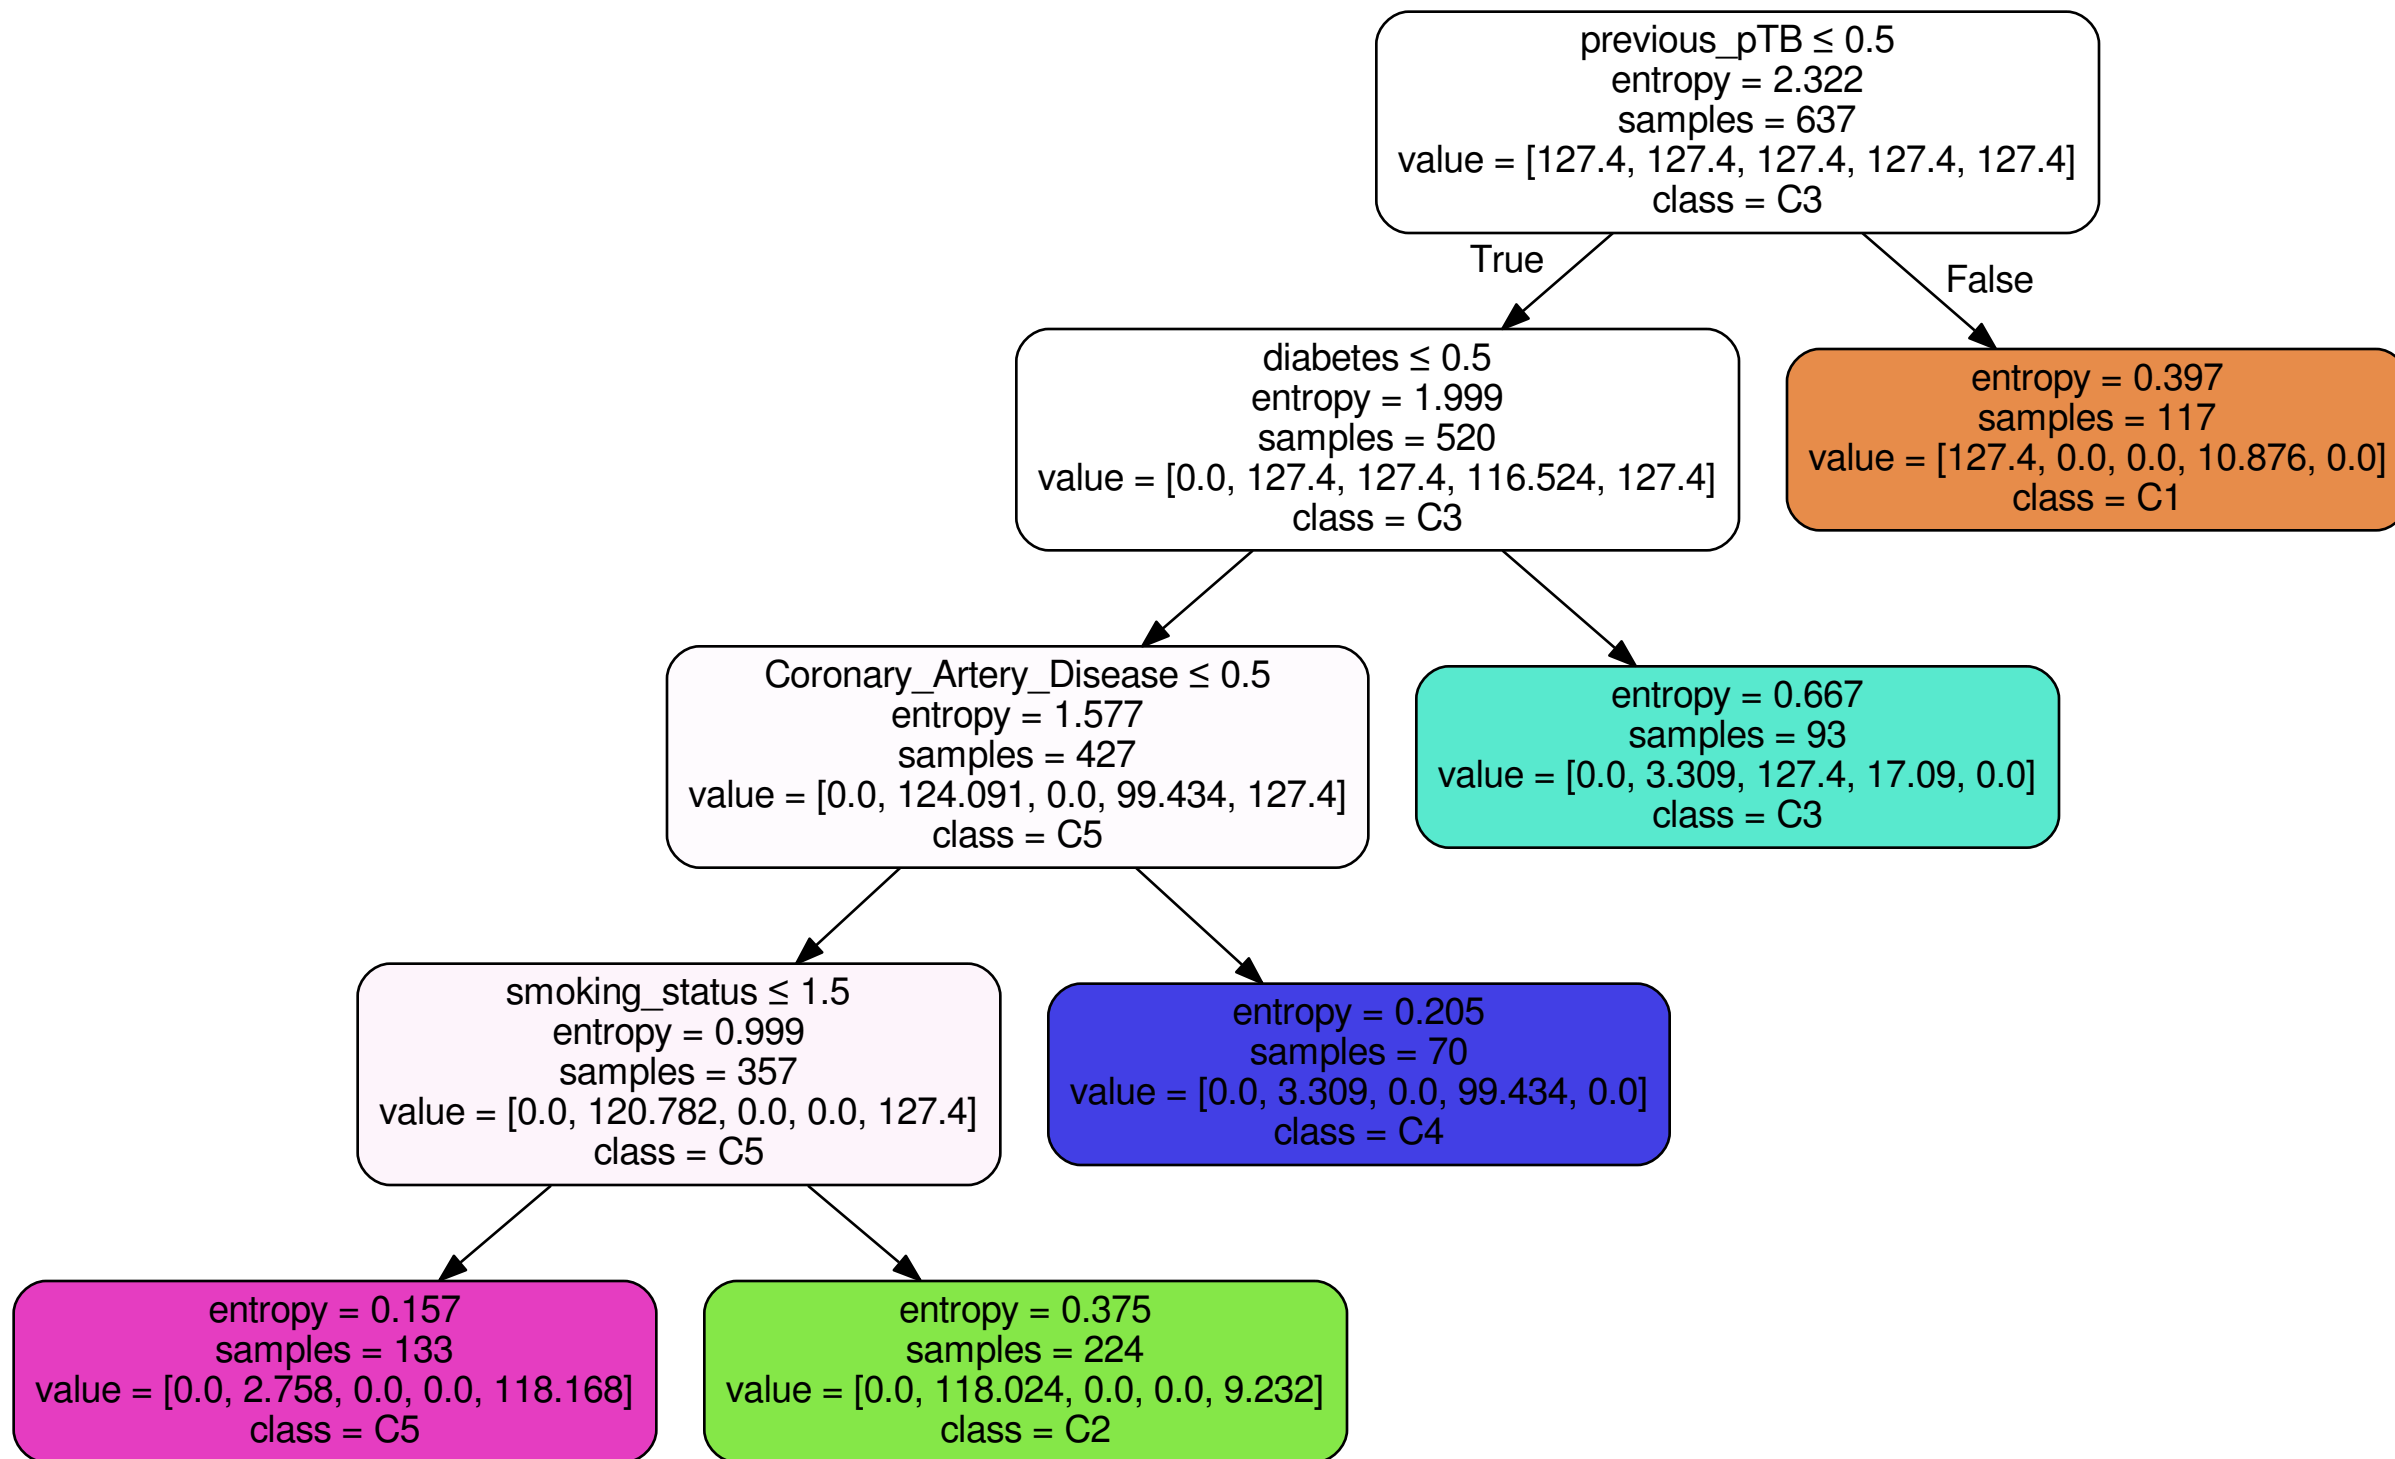 previous_pTB ≤ 0.5
entropy = 2.322
samples = 637
value = [127.4, 127.4, 127.4, 127.4, 127.4]
class = C3
True
False
diabetes ≤ 0.5
entropy = 1.999
samples = 520
value = [0.0, 127.4, 127.4, 116.524, 127.4]
class = C3
entropy = 0.397
samples = 117
value = [127.4, 0.0, 0.0, 10.876, 0.0]
class = C1
Coronary_Artery_Disease ≤ 0.5
entropy = 1.577
samples = 427
value = [0.0, 124.091, 0.0, 99.434, 127.4]
class = C5
entropy = 0.667
samples = 93
value = [0.0, 3.309, 127.4, 17.09, 0.0]
class = C3
smoking_status ≤ 1.5
entropy = 0.999
samples = 357
value = [0.0, 120.782, 0.0, 0.0, 127.4]
class = C5
entropy = 0.205
samples = 70
value = [0.0, 3.309, 0.0, 99.434, 0.0]
class = C4
entropy = 0.157
samples = 133
value = [0.0, 2.758, 0.0, 0.0, 118.168]
class = C5
entropy = 0.375
samples = 224
value = [0.0, 118.024, 0.0, 0.0, 9.232]
class = C2